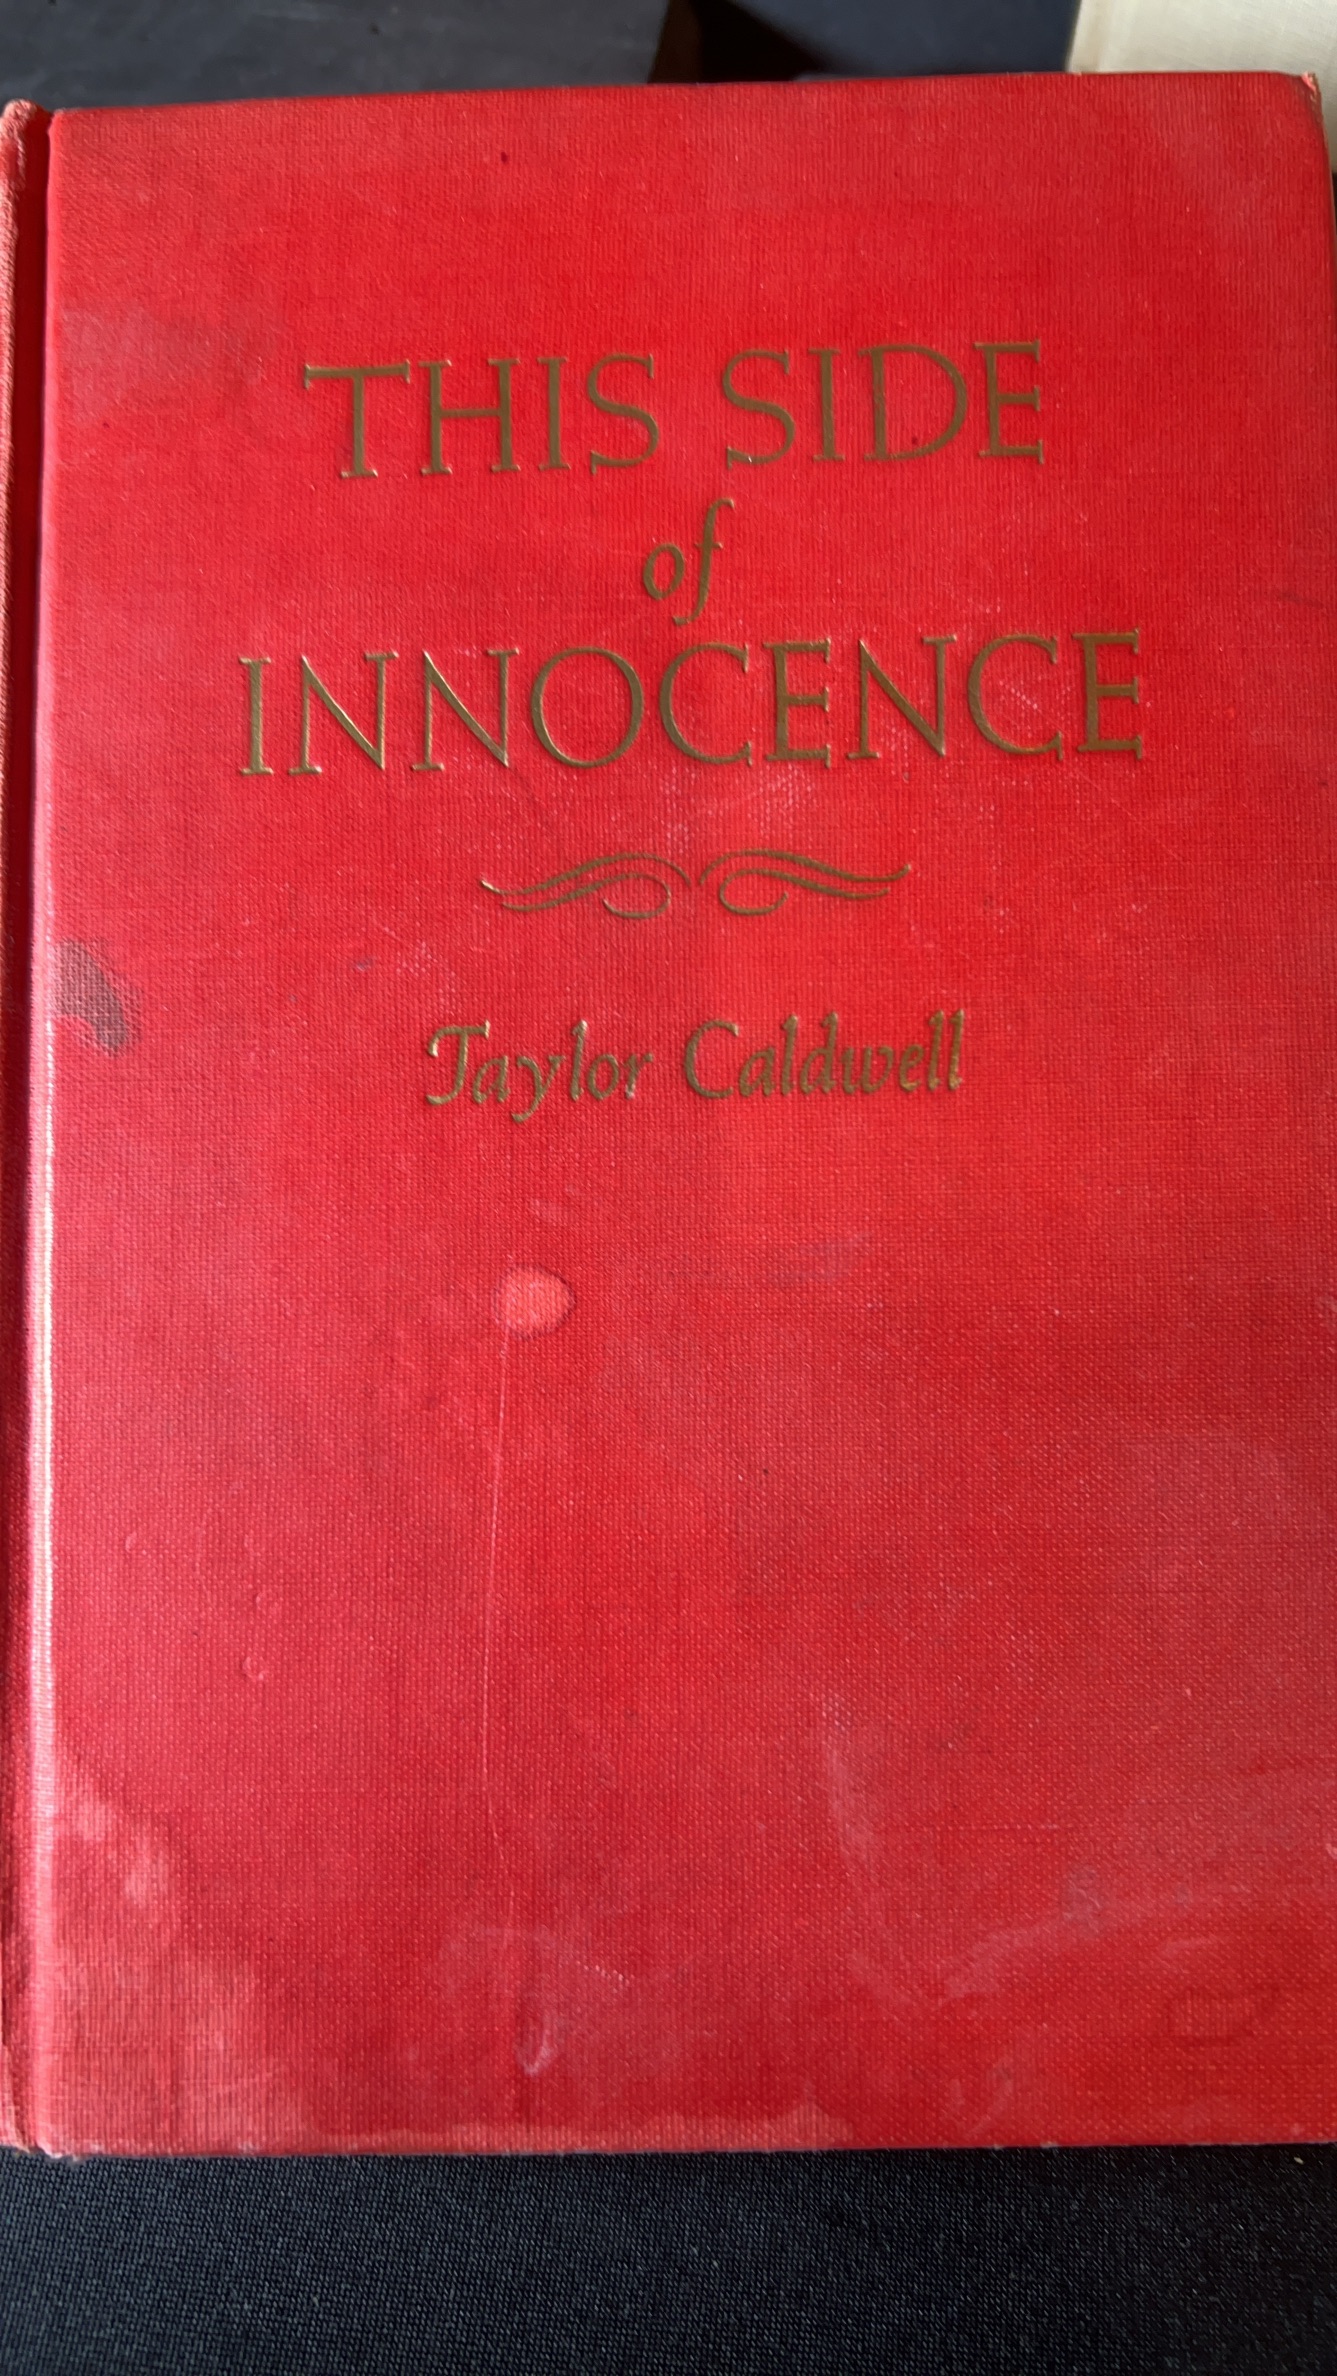 THIS SIDE
of
INNOCENCE
Taylor Caldwell